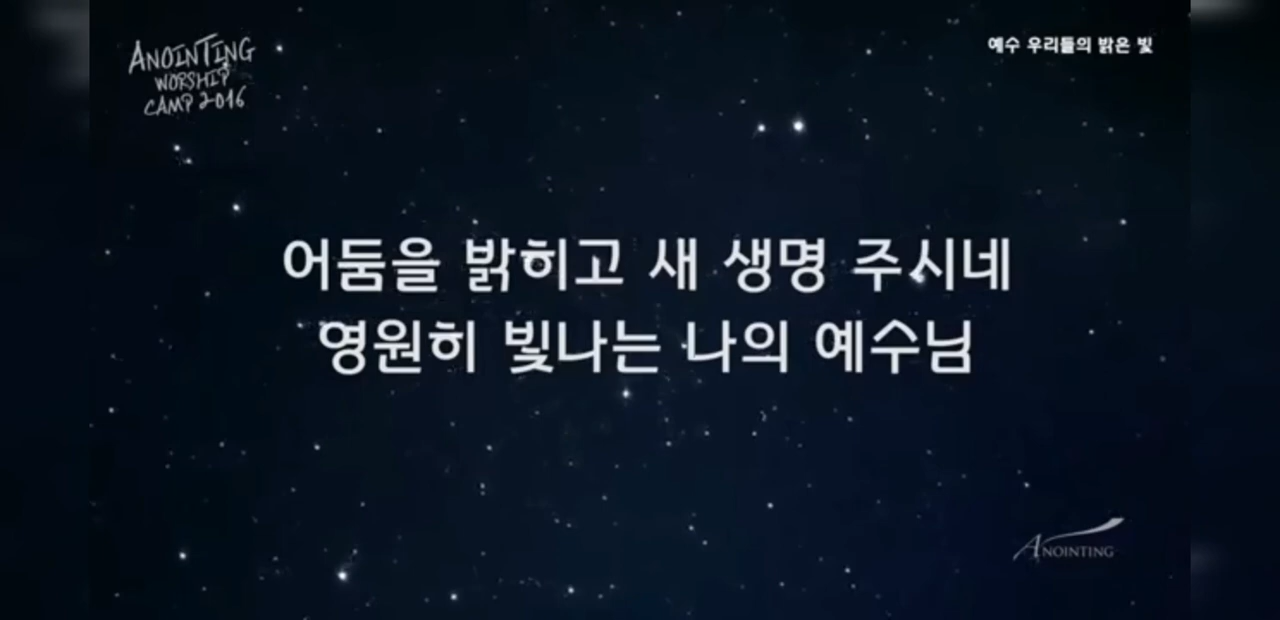 ANOINTING
WORSHIP
CAMP 2016
예수 우리들의 밝은 빛
어둠을 밝히고 새 생명 주시네
영원히 빛나는 나의 예수님
ANOINTING